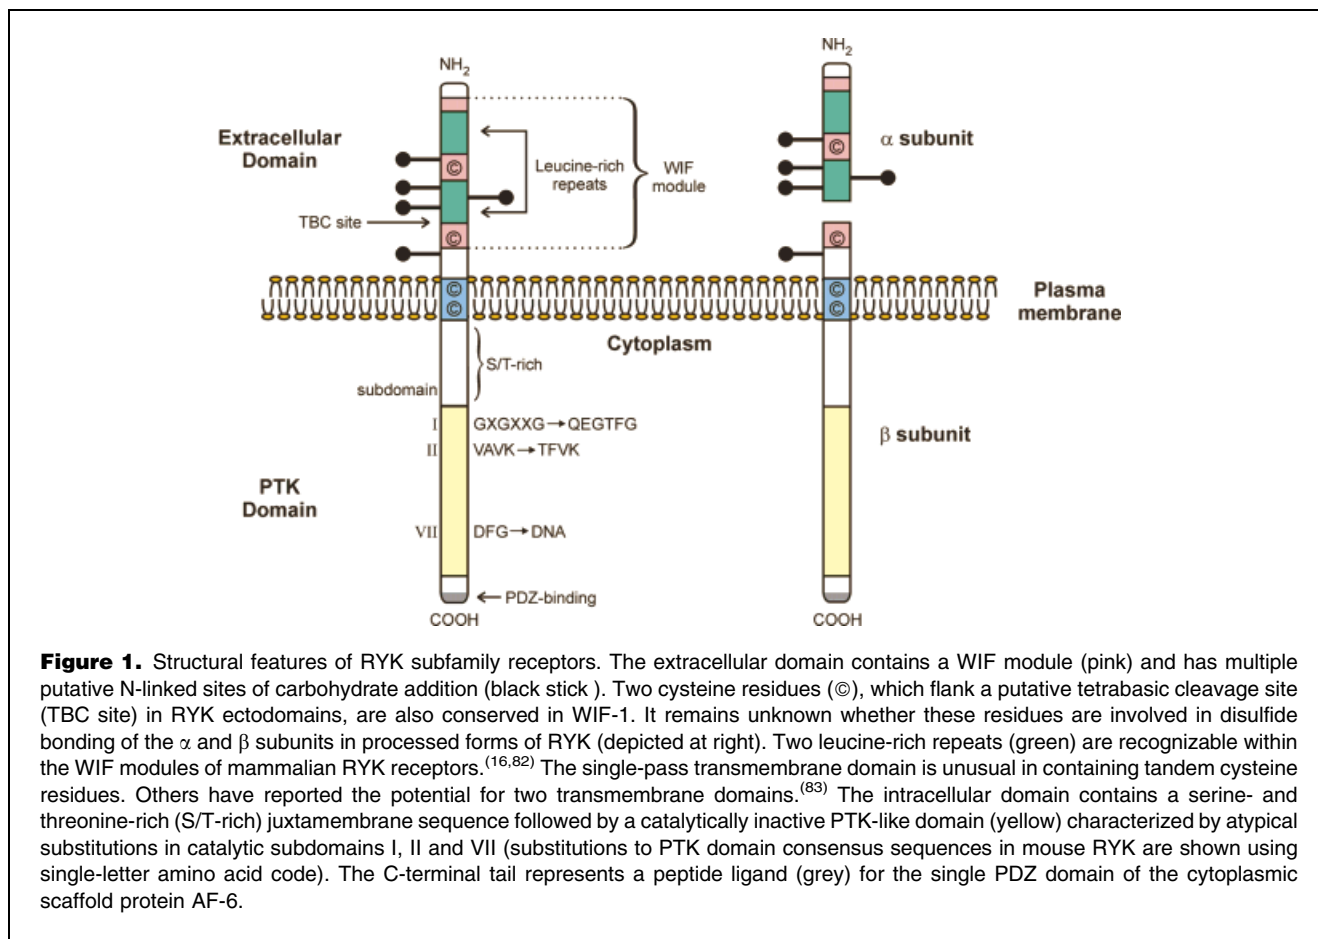 NH2
NH2
Extracellular
Domain
Leucine-rich
repeats
WIF
module
α subunit
TBC site
©
©
©
©
©
©
©
©
Plasma
membrane
Cytoplasm
S/T-rich
subdomain
I
GXGXXG→QEGTFG
II
VAVK→TFVK
β subunit
PTK
Domain
VII
DFG→DNA
PDZ-binding
COOH
COOH
Figure 1. Structural features of RYK subfamily receptors. The extracellular domain contains a WIF module (pink) and has multiple
putative N-linked sites of carbohydrate addition (black stick ). Two cysteine residues (©), which flank a putative tetrabasic cleavage site
(TBC site) in RYK ectodomains, are also conserved in WIF-1. It remains unknown whether these residues are involved in disulfide
bonding of the α and β subunits in processed forms of RYK (depicted at right). Two leucine-rich repeats (green) are recognizable within
the WIF modules of mammalian RYK receptors.(16,82) The single-pass transmembrane domain is unusual in containing tandem cysteine
residues. Others have reported the potential for two transmembrane domains.(83) The intracellular domain contains a serine- and
threonine-rich (S/T-rich) juxtamembrane sequence followed by a catalytically inactive PTK-like domain (yellow) characterized by atypical
substitutions in catalytic subdomains I, II and VII (substitutions to PTK domain consensus sequences in mouse RYK are shown using
single-letter amino acid code). The C-terminal tail represents a peptide ligand (grey) for the single PDZ domain of the cytoplasmic
scaffold protein AF-6.